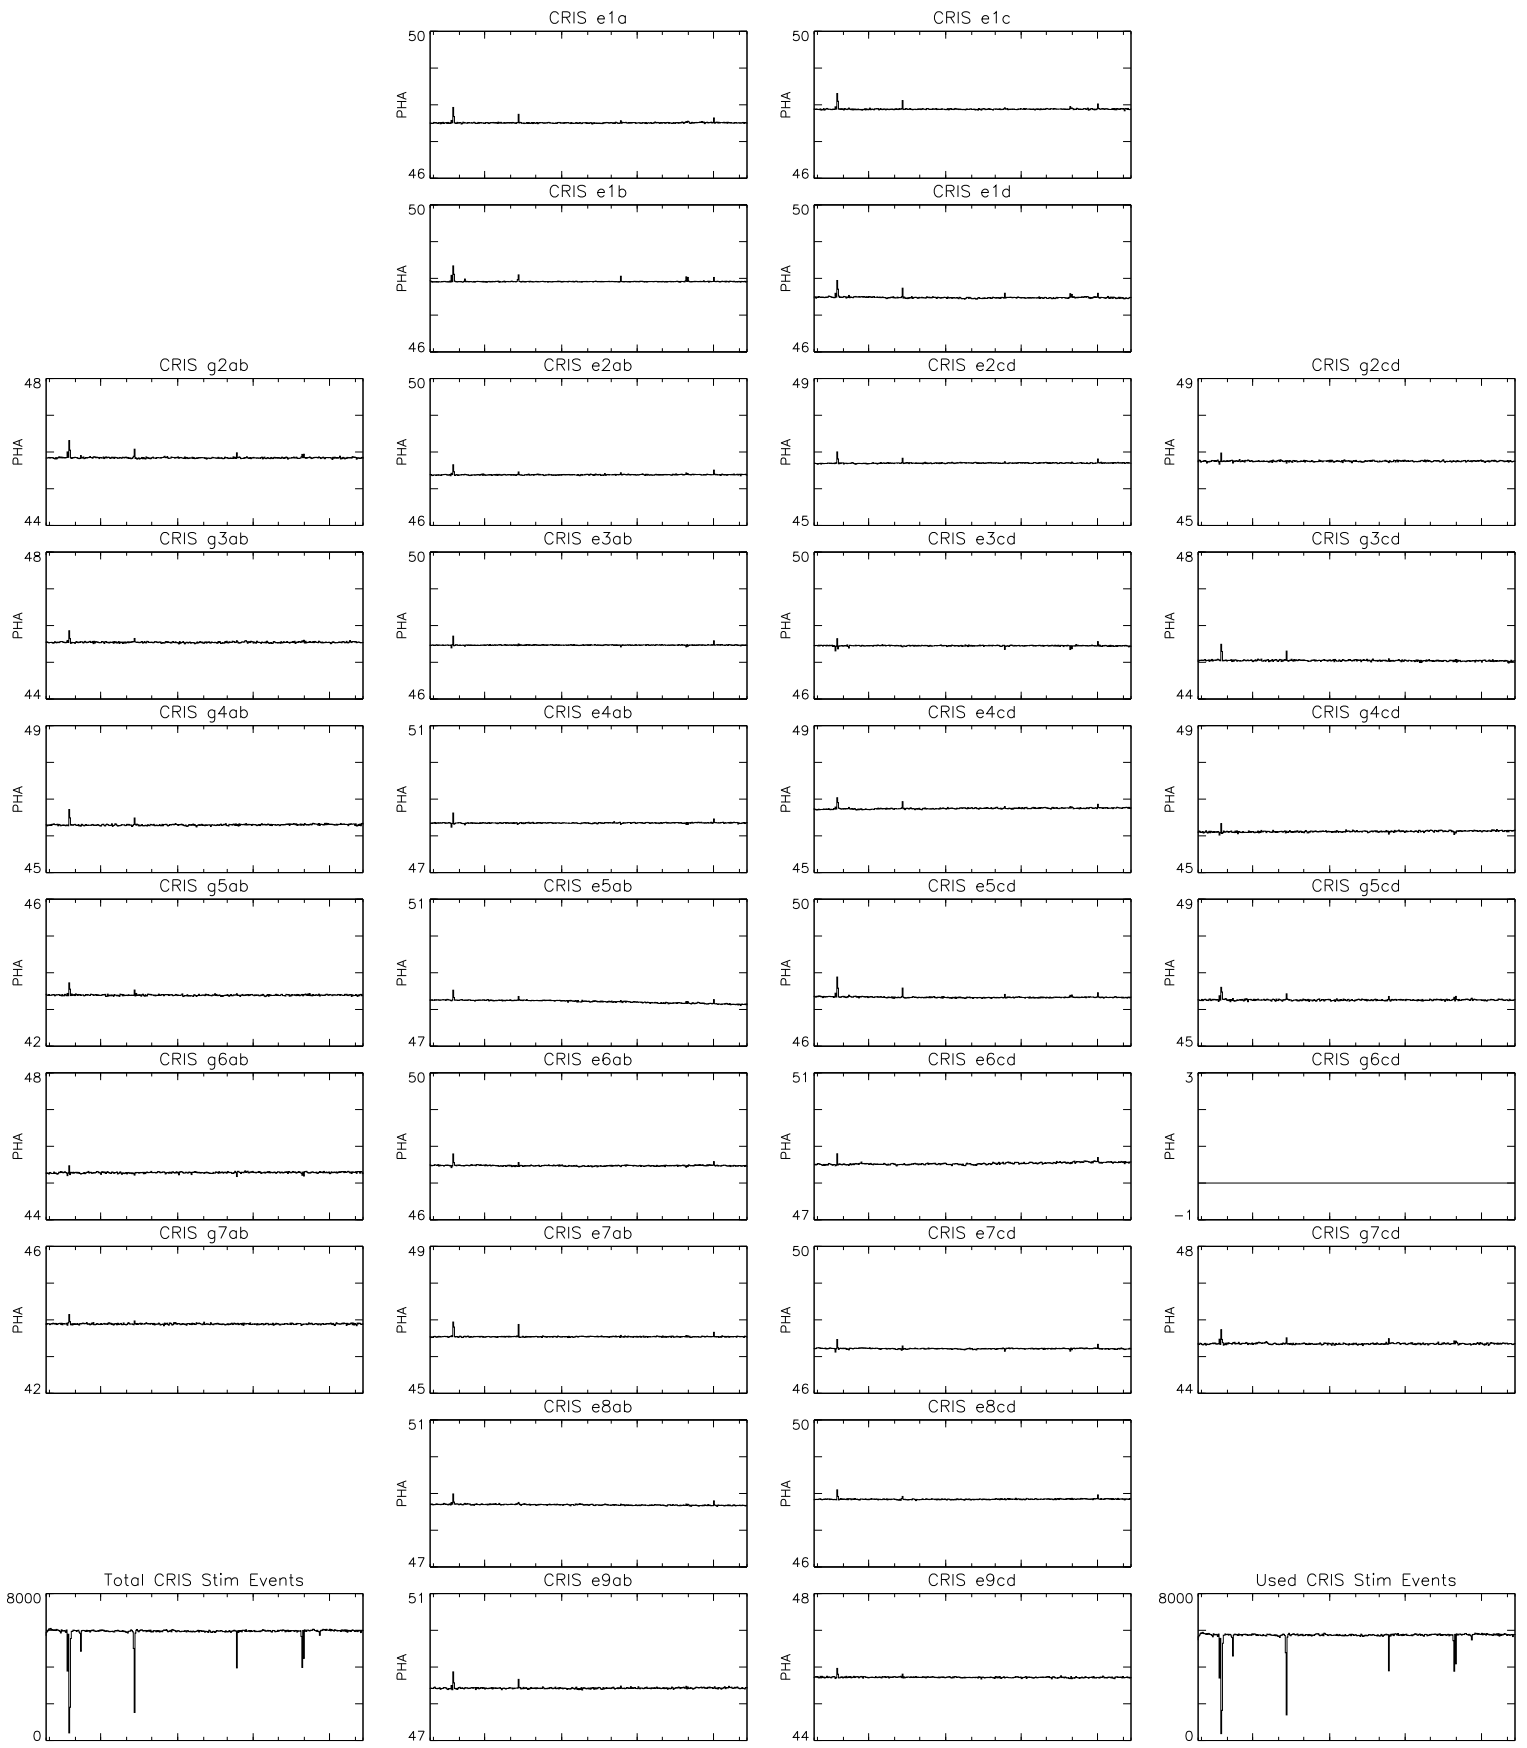 CRIS e1a
CRIS e1c
50
PHA
46
50
PHA
46
CRIS e1b
CRIS e1d
50
PHA
46
50
PHA
46
CRIS g2ab
CRIS e2ab
CRIS e2cd
CRIS g2cd
48
PHA
44
50
PHA
46
49
PHA
45
49
PHA
45
CRIS g3ab
CRIS e3ab
CRIS e3cd
CRIS g3cd
48
PHA
44
50
PHA
46
50
PHA
46
48
PHA
44
CRIS g4ab
CRIS e4ab
CRIS e4cd
CRIS g4cd
49
PHA
45
51
PHA
47
49
PHA
45
49
PHA
45
CRIS g5ab
CRIS e5ab
CRIS e5cd
CRIS g5cd
46
PHA
42
51
PHA
47
50
PHA
46
49
PHA
45
CRIS g6ab
CRIS e6ab
CRIS e6cd
CRIS g6cd
48
PHA
44
50
PHA
46
51
PHA
47
3
PHA
-1
CRIS g7ab
CRIS e7ab
CRIS e7cd
CRIS g7cd
46
PHA
42
49
PHA
45
50
PHA
46
48
PHA
44
CRIS e8ab
CRIS e8cd
51
PHA
47
50
PHA
46
Total CRIS Stim Events
CRIS e9ab
CRIS e9cd
Used CRIS Stim Events
8000
0
51
PHA
47
48
PHA
44
8000
0